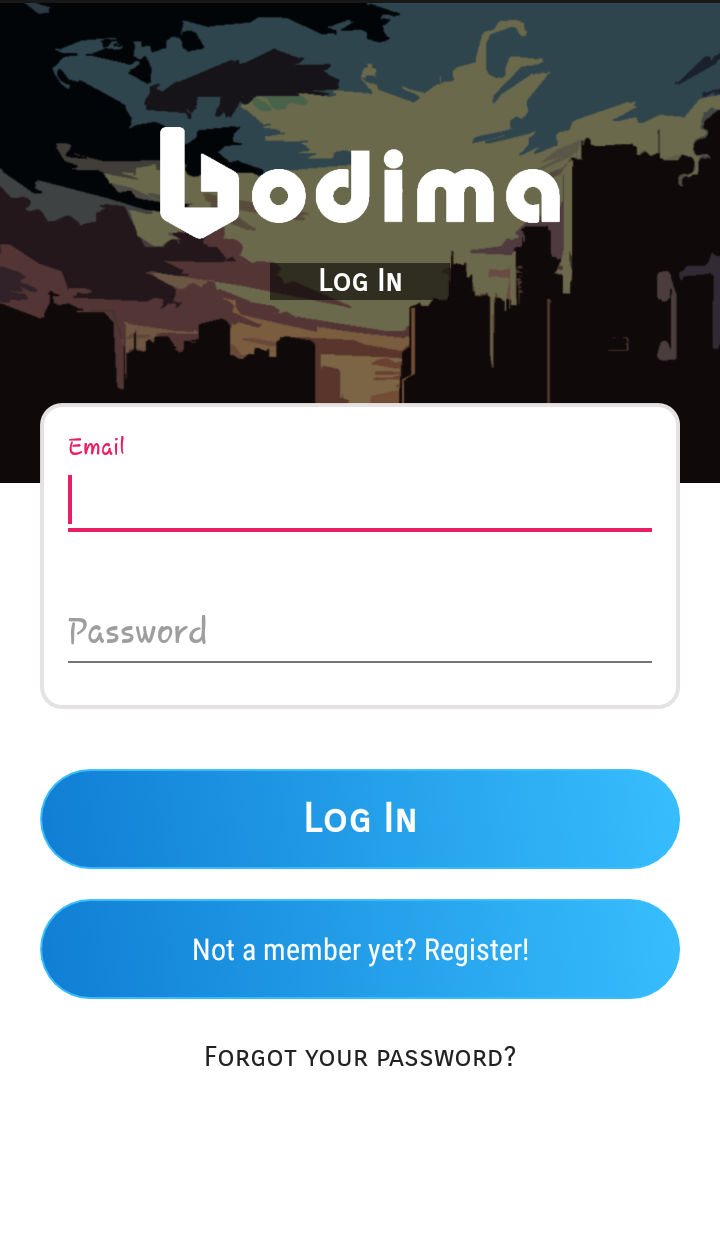 bodima
Log In
Email
Password
Log In
Not a member yet? Register!
Forgot your password?